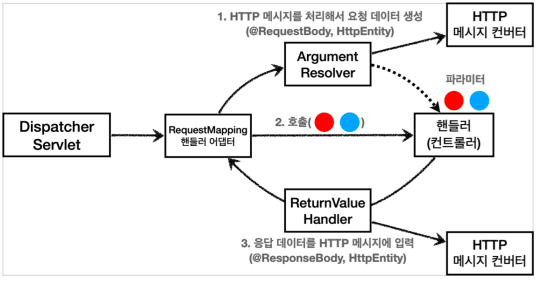 1. HTTP 메시지를 처리해서 요청 데이터 생성
(@RequestBody, HttpEntity)
HTTP
메시지 컨버터
Argument
Resolver
파라미터
Dispatcher
Servlet
RequestMapping
핸들러 어댑터
2. 호출( )
핸들러
(컨트롤러)
ReturnValue
Handler
3. 응답 데이터를 HTTP 메시지에 입력
(@ResponseBody, HttpEntity)
HTTP
메시지 컨버터